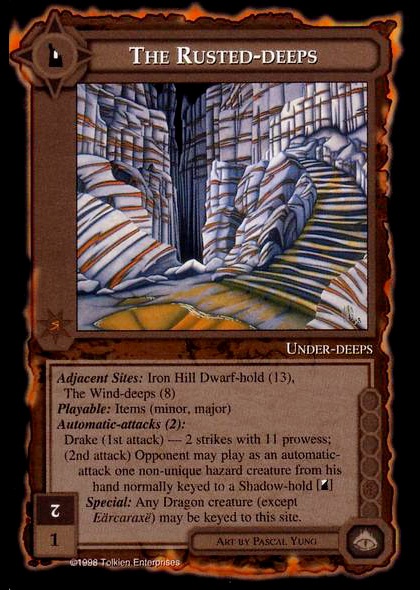 The Rusted-deeps
Under-deeps
Adjacent Sites: Iron Hill Dwarf-hold (13),
The Wind-deeps (8)
Playable: Items (minor, major)
Automatic-attacks (2):
Drake (1st attack) — 2 strikes with 11 prowess;
(2nd attack) Opponent may play as an automatic-
attack one non-unique hazard creature from his
hand normally keyed to a Shadow-hold [ ]
Special: Any Dragon creature (except
Eärcaraxë) may be keyed to this site.
2
1
Art by Pascal Yung
©1998 Tolkien Enterprises